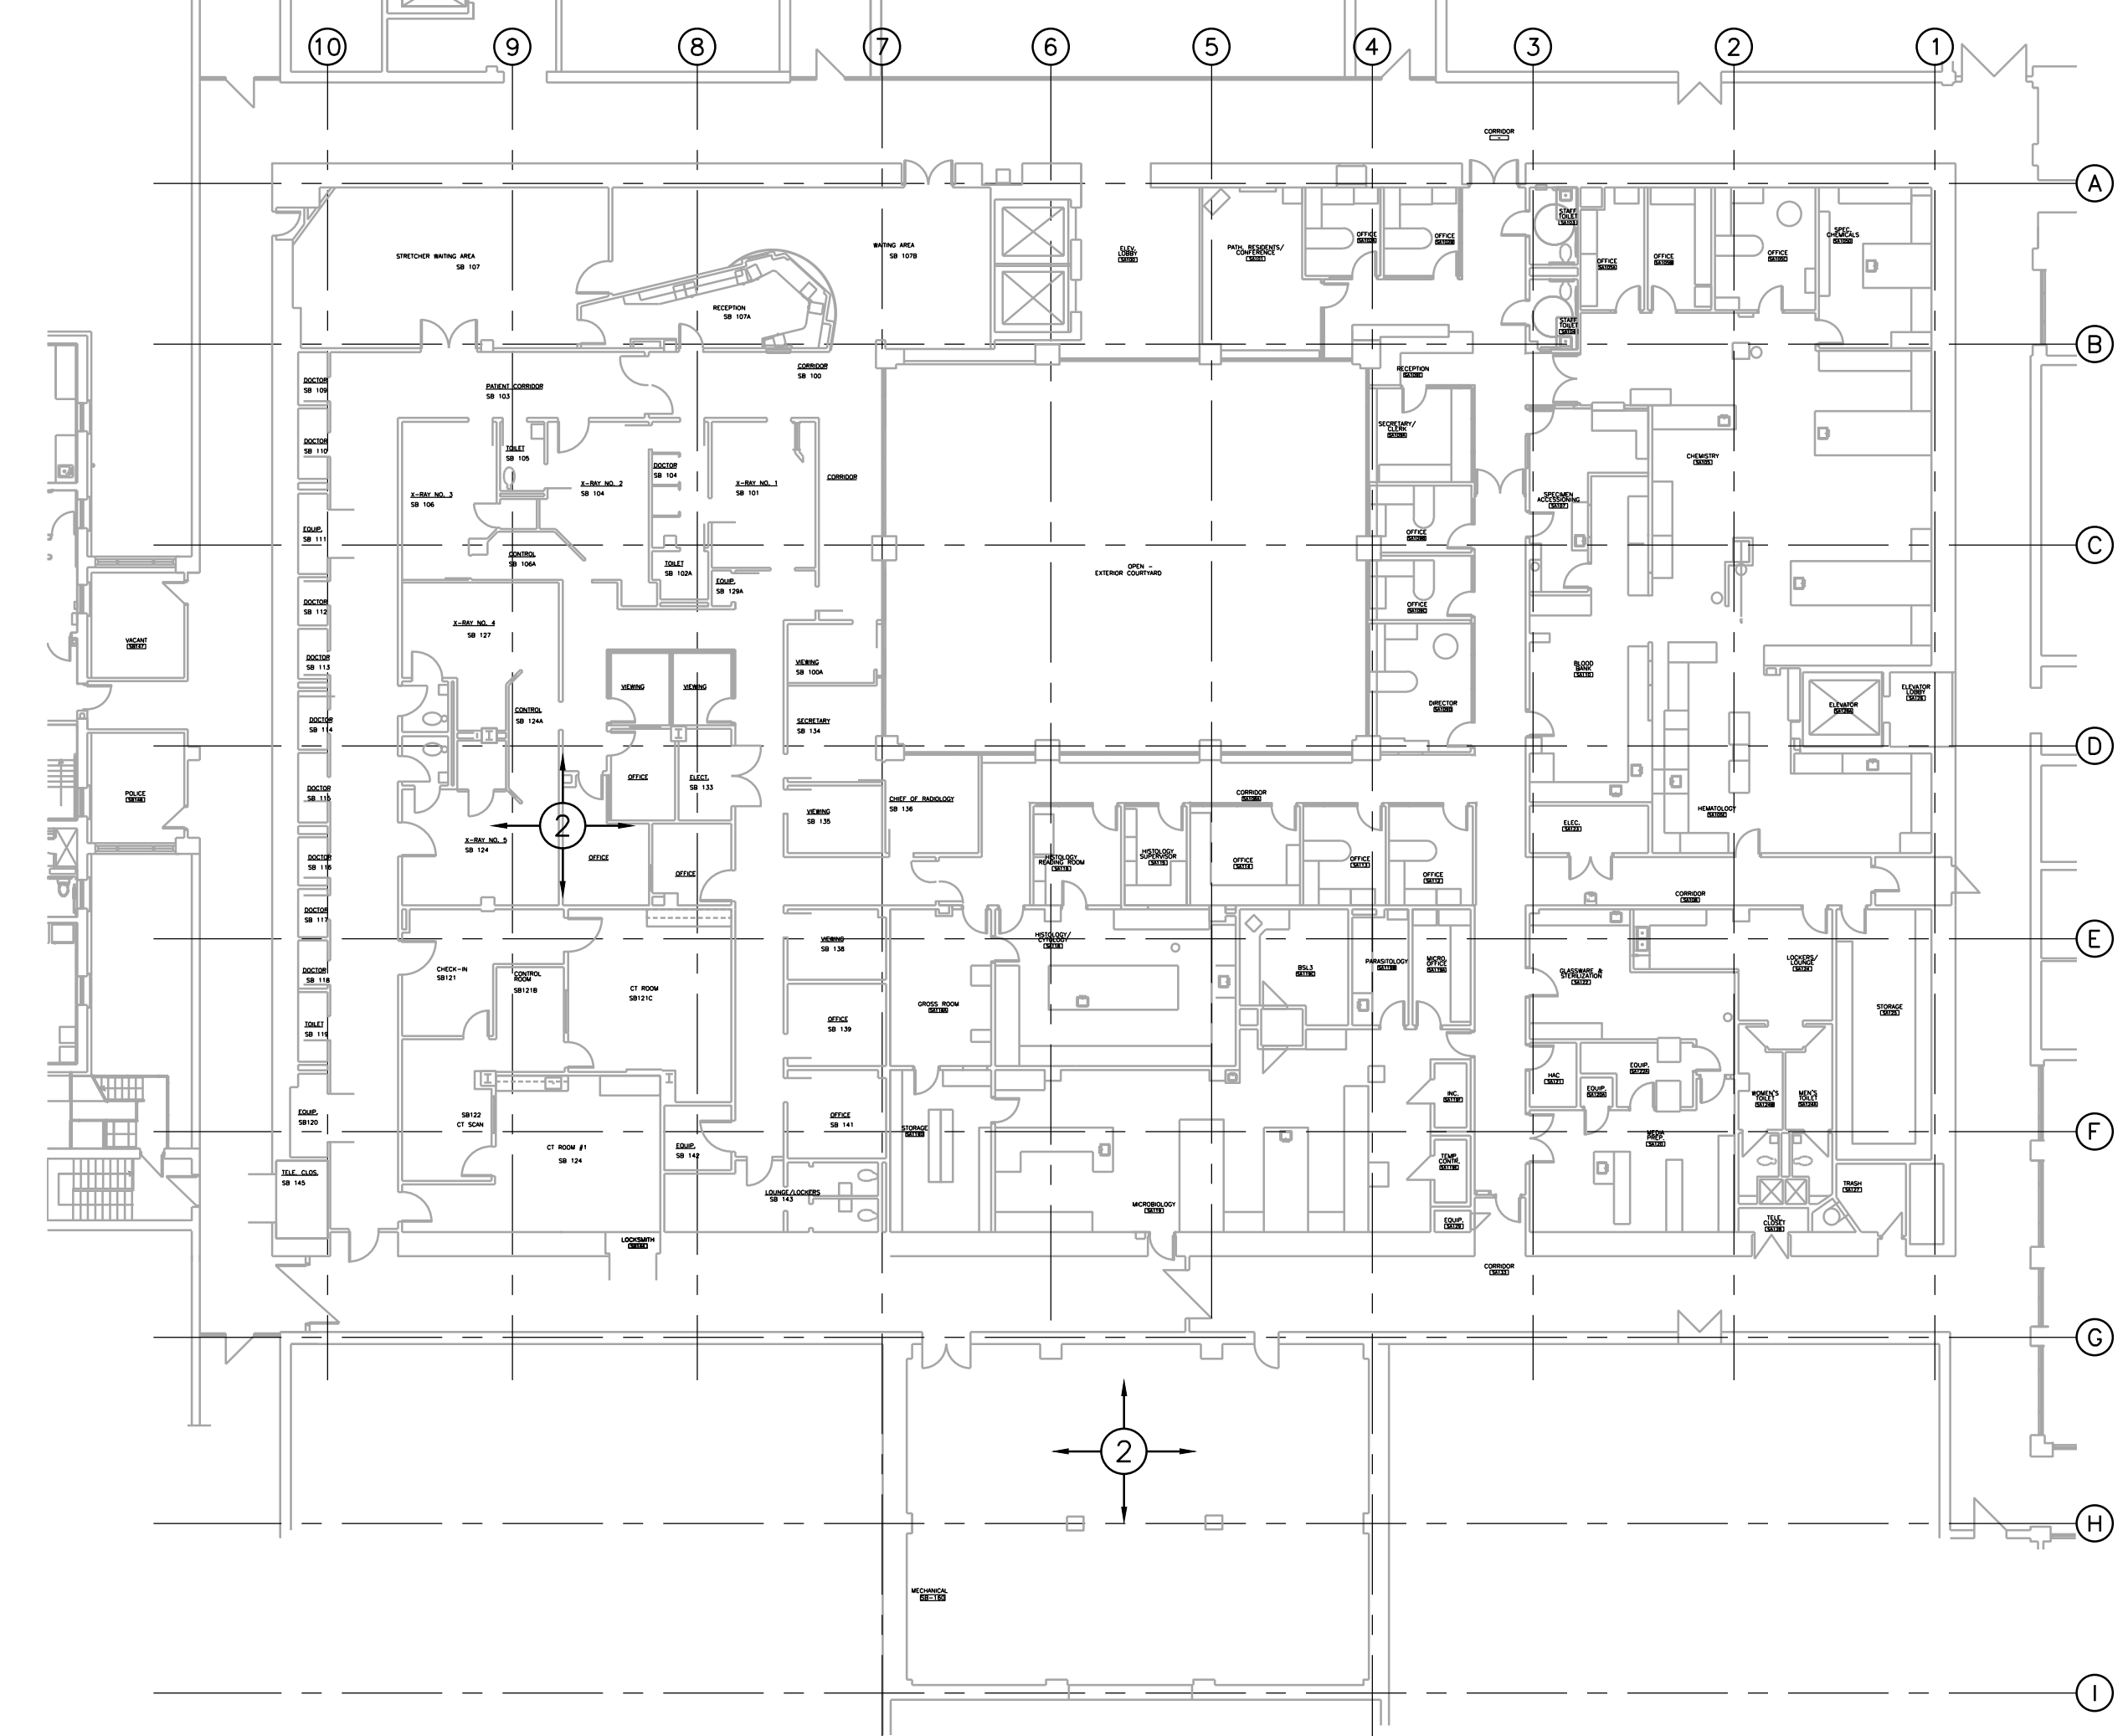 10 9 8 7 6 5 4 3 2 1
CORRIDOR
A
STRETCHER WAITING AREA
SB 107
WAITING AREA
SB 107B
RECEPTION
SB 107A
ELEV.
LOBBY
PATH. RESIDENTS/
CONFERENCE
OFFICE
OFFICE
STAFF
TOILET
OFFICE
OFFICE
OFFICE
SPEC.
CHEMICALS
STAFF
TOILET
B
CORRIDOR
SB 100
DOCTOR
SB 109
PATIENT CORRIDOR
SB 103
RECEPTION
DOCTOR
SB 110
TOILET
SB 105
SECRETARY/
CLERK
CHEMISTRY
X-RAY NO. 3
SB 106
X-RAY NO. 2
SB 104
DOCTOR
SB 104
X-RAY NO. 1
SB 101
CORRIDOR
SPECIMEN
ACCESSIONING
EQUIP.
SB 111
OFFICE
C
CONTROL
SB 106A
TOILET
SB 102A
EQUIP.
SB 129A
OPEN -
EXTERIOR COURTYARD
DOCTOR
SB 112
OFFICE
VACANT
SB147
X-RAY NO. 4
SB 127
DOCTOR
SB 113
VIEWING
SB 100A
BLOOD
BANK
VIEWING
VIEWING
ELEVATOR
LOBBY
DOCTOR
SB 114
CONTROL
SB 124A
SECRETARY
SB 134
DIRECTOR
ELEVATOR
D
OFFICE
ELECT.
SB 133
POLICE
DOCTOR
SB 115
CHIEF OF RADIOLOGY
SB 136
CORRIDOR
VIEWING
SB 135
HEMATOLOGY
2
ELEC.
X-RAY NO. 5
SB 124
DOCTOR
SB 116
OFFICE
OFFICE
HISTOLOGY
READING ROOM
HISTOLOGY
SUPERVISOR
OFFICE
OFFICE
OFFICE
CORRIDOR
DOCTOR
SB 117
VIEWING
SB 138
HISTOLOGY/
CYTOLOGY
E
DOCTOR
SB 118
CHECK-IN
SB121
CONTROL
ROOM
SB121B
CT ROOM
SB121C
BSL3
PARASITOLOGY
MICRO.
OFFICE
GLASSWARE &
STERILIZATION
LOCKERS/
LOUNGE
GROSS ROOM
STORAGE
TOILET
SB 119
OFFICE
SB 139
HAC
EQUIP.
EQUIP.
INC.
WOMEN'S
TOILET
MEN'S
TOILET
EQUIP.
SB120
SB122
CT SCAN
OFFICE
SB 141
STORAGE
F
CT ROOM #1
SB 124
EQUIP.
SB 142
MEDIA
PREP.
TEMP.
CONTR.
TELE. CLOS.
SB 145
LOUNGE/LOCKERS
SB 143
MICROBIOLOGY
TRASH
EQUIP.
TELE.
CLOSET
LOCKSMITH
CORRIDOR
G
2
H
MECHANICAL
SB-160
I